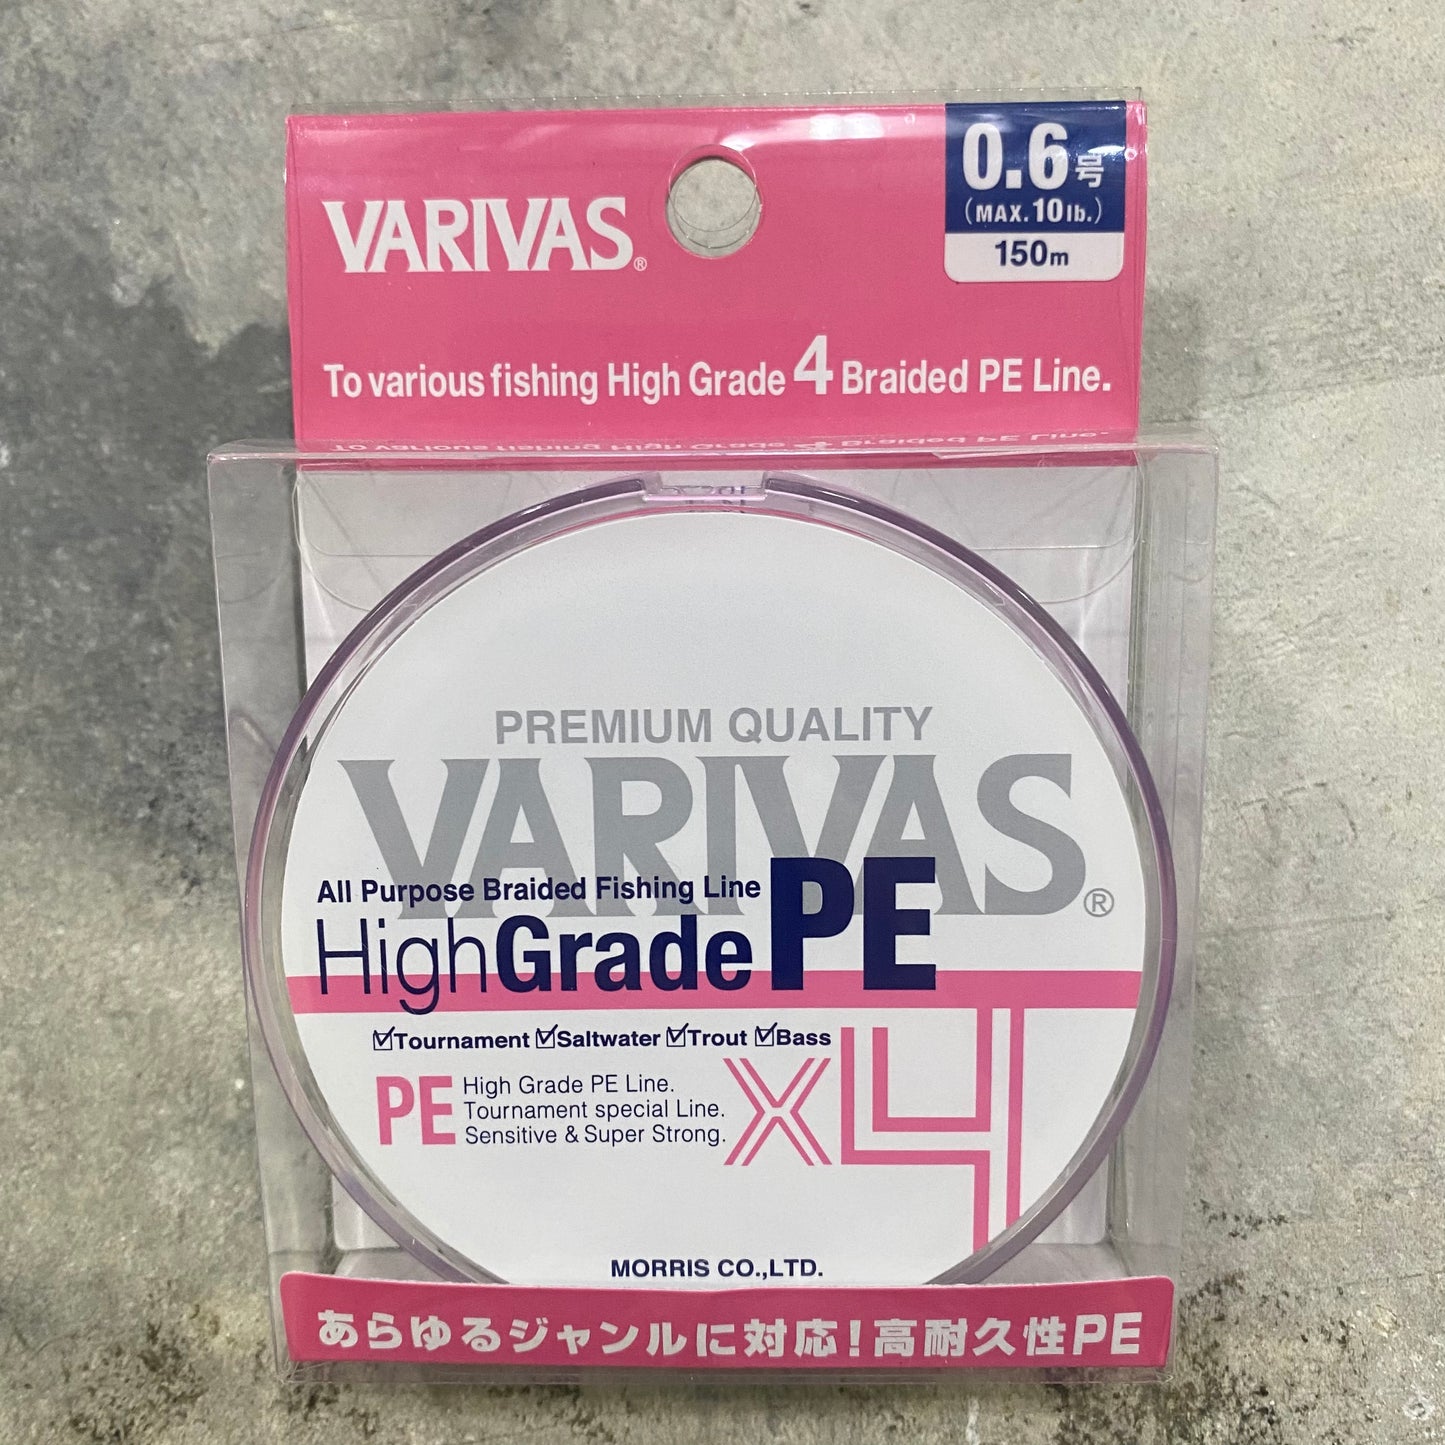 VARIVAS®
0.6号
(MAX.10lb.)
150m
To various fishing High Grade 4 Braided PE Line.
PREMIUM QUALITY
VARIVAS®
All Purpose Braided Fishing Line
HighGradePE
☑Tournament ☑Saltwater ☑Trout ☑Bass
PE
High Grade PE Line.
Tournament special Line.
Sensitive & Super Strong.
X4
MORRIS CO.,LTD.
あらゆるジャンルに対応!高耐久性PE